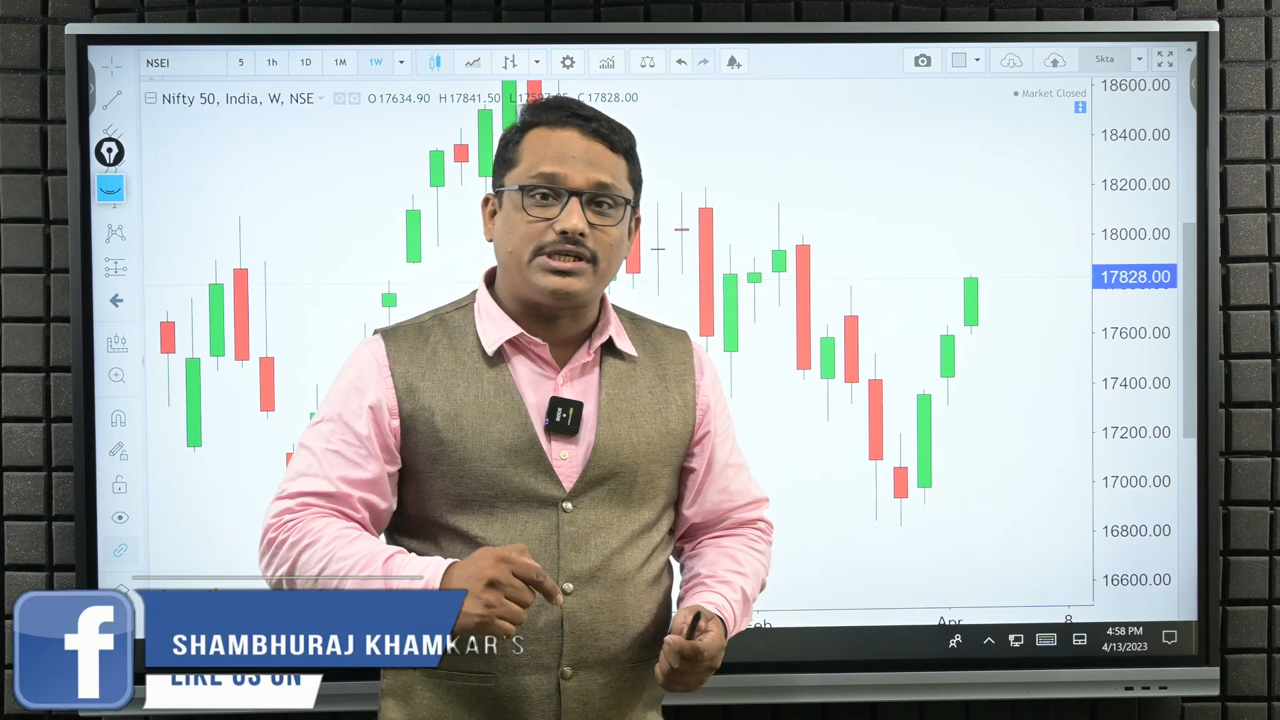 NSEI 5 1h 1D 1M 1W Skta
Nifty 50, India, W, NSE O17634.90 H17841.50 C17828.00
Market Closed
18600.00
18400.00
18200.00
18000.00
17828.00
17600.00
17400.00
17200.00
17000.00
16800.00
16600.00
Apr 8
4:58 PM
4/13/2023
f
SHAMBHURAJ KHAMKAR'S
LIKE US ON